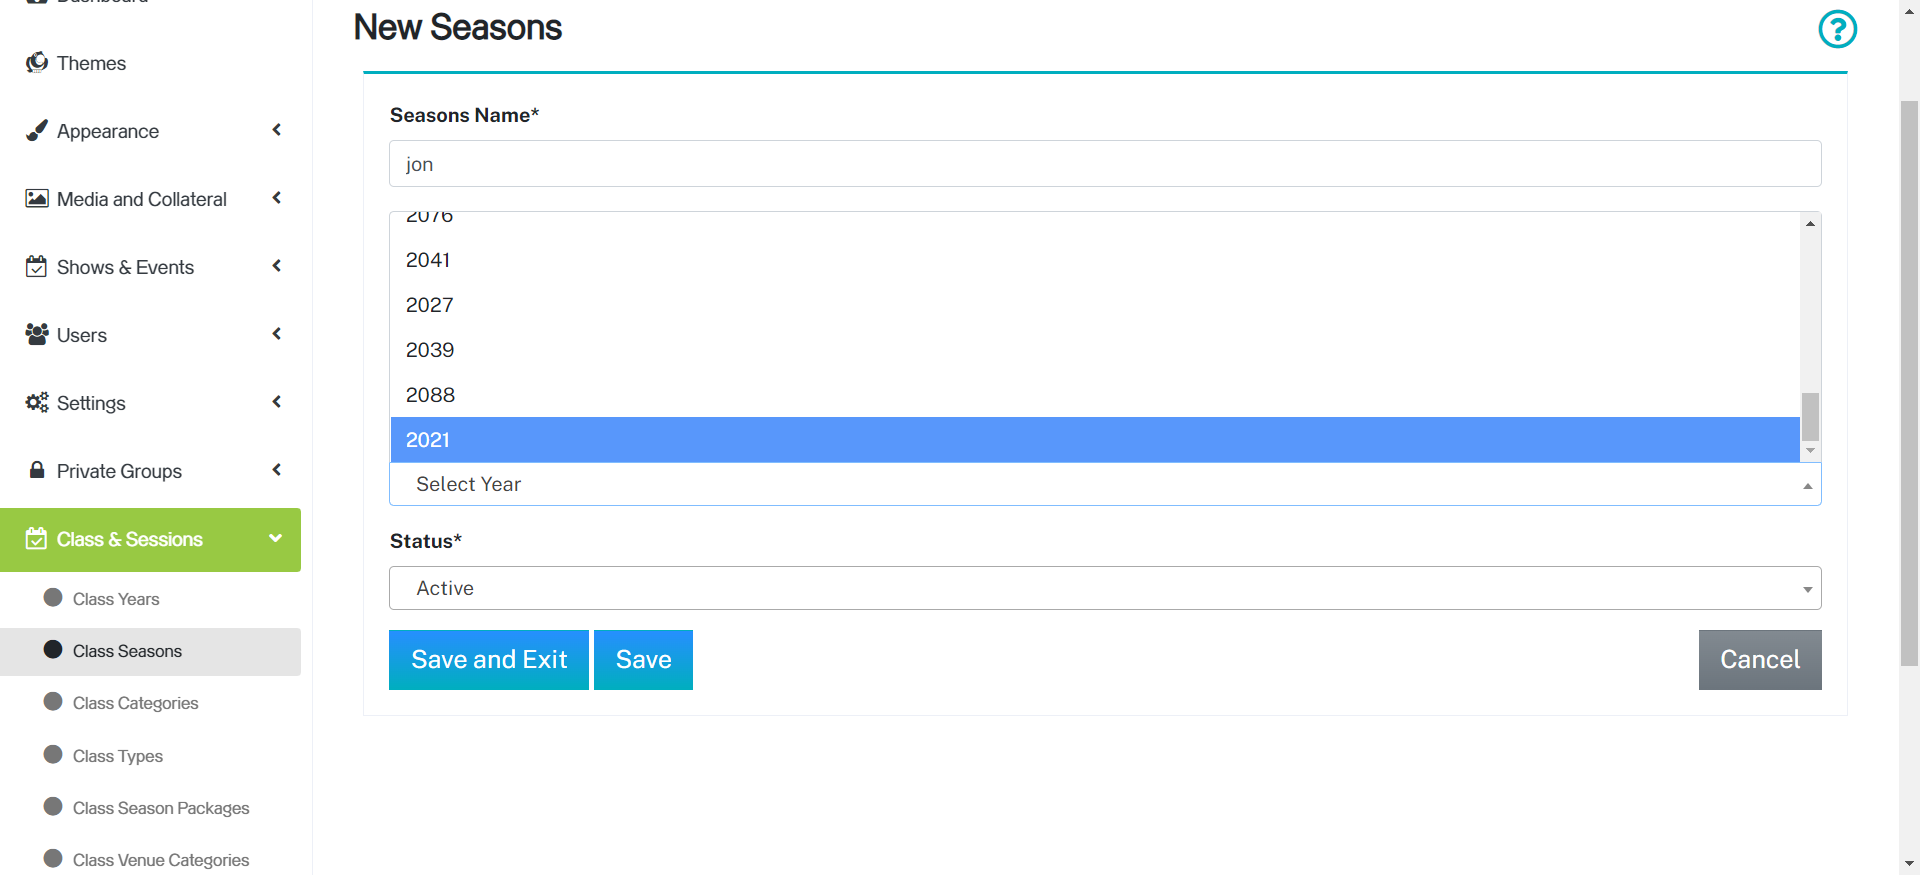 Dashboard
Themes
Appearance
Media and Collateral
Shows & Events
Users
Settings
Private Groups
Class & Sessions
Class Years
Class Seasons
Class Categories
Class Types
Class Season Packages
Class Venue Categories
New Seasons
?
Seasons Name*
jon
2076
2041
2027
2039
2088
2021
Select Year
Status*
Active
Save and Exit
Save
Cancel